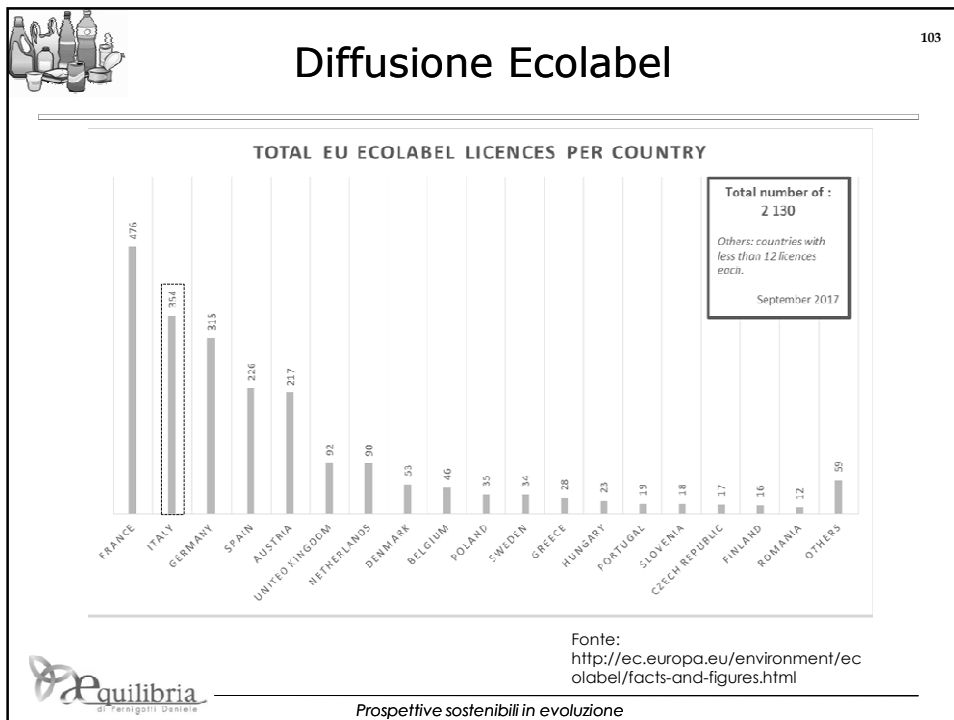 103
Diffusione Ecolabel
TOTAL EU ECOLABEL LICENCES PER COUNTRY
Total number of :
2 130
Others: countries with
less than 12 licences
each.
September 2017
476
354
315
226
217
92
90
53
46
35
34
28
23
19
18
17
16
12
59
FRANCE
ITALY
GERMANY
SPAIN
AUSTRIA
UNITED KINGDOM
NETHERLANDS
DENMARK
BELGIUM
POLAND
SWEDEN
GREECE
HUNGARY
PORTUGAL
SLOVENIA
CZECH REPUBLIC
FINLAND
ROMANIA
OTHERS
Fonte:
http://ec.europa.eu/environment/ec
olabel/facts-and-figures.html
Æquilibria
di Pernigotti Daniele
Prospettive sostenibili in evoluzione